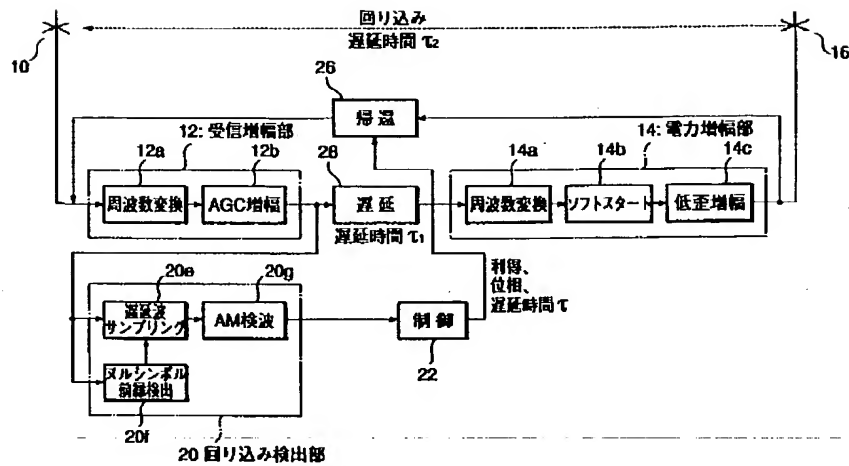 回り込み
遅延時間 τ2
10
16
26
帰還
12: 受信増幅部
14: 電力増幅部
12a
12b
28
14a
14b
14c
周波数変換
AGC増幅
遅延
周波数変換
ソフトスタート
低歪増幅
遅延時間 τ1
20e
20g
利得、
位相、
遅延時間 τ
遅延波
サンプリング
AM検波
制御
22
ヌルシンボル
前縁検出
20f
20 回り込み検出部